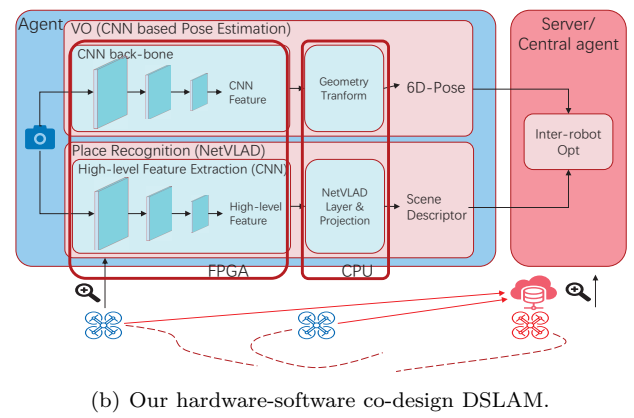 Agent
VO (CNN based Pose Estimation)
CNN back-bone
CNN
Feature
Geometry
Tranform
6D-Pose
Place Recognition (NetVLAD)
High-level Feature Extraction (CNN)
High-level
Feature
NetVLAD
Layer &
Projection
Scene
Descriptor
FPGA
CPU
Server/
Central agent
Inter-robot
Opt
(b) Our hardware-software co-design DSLAM.